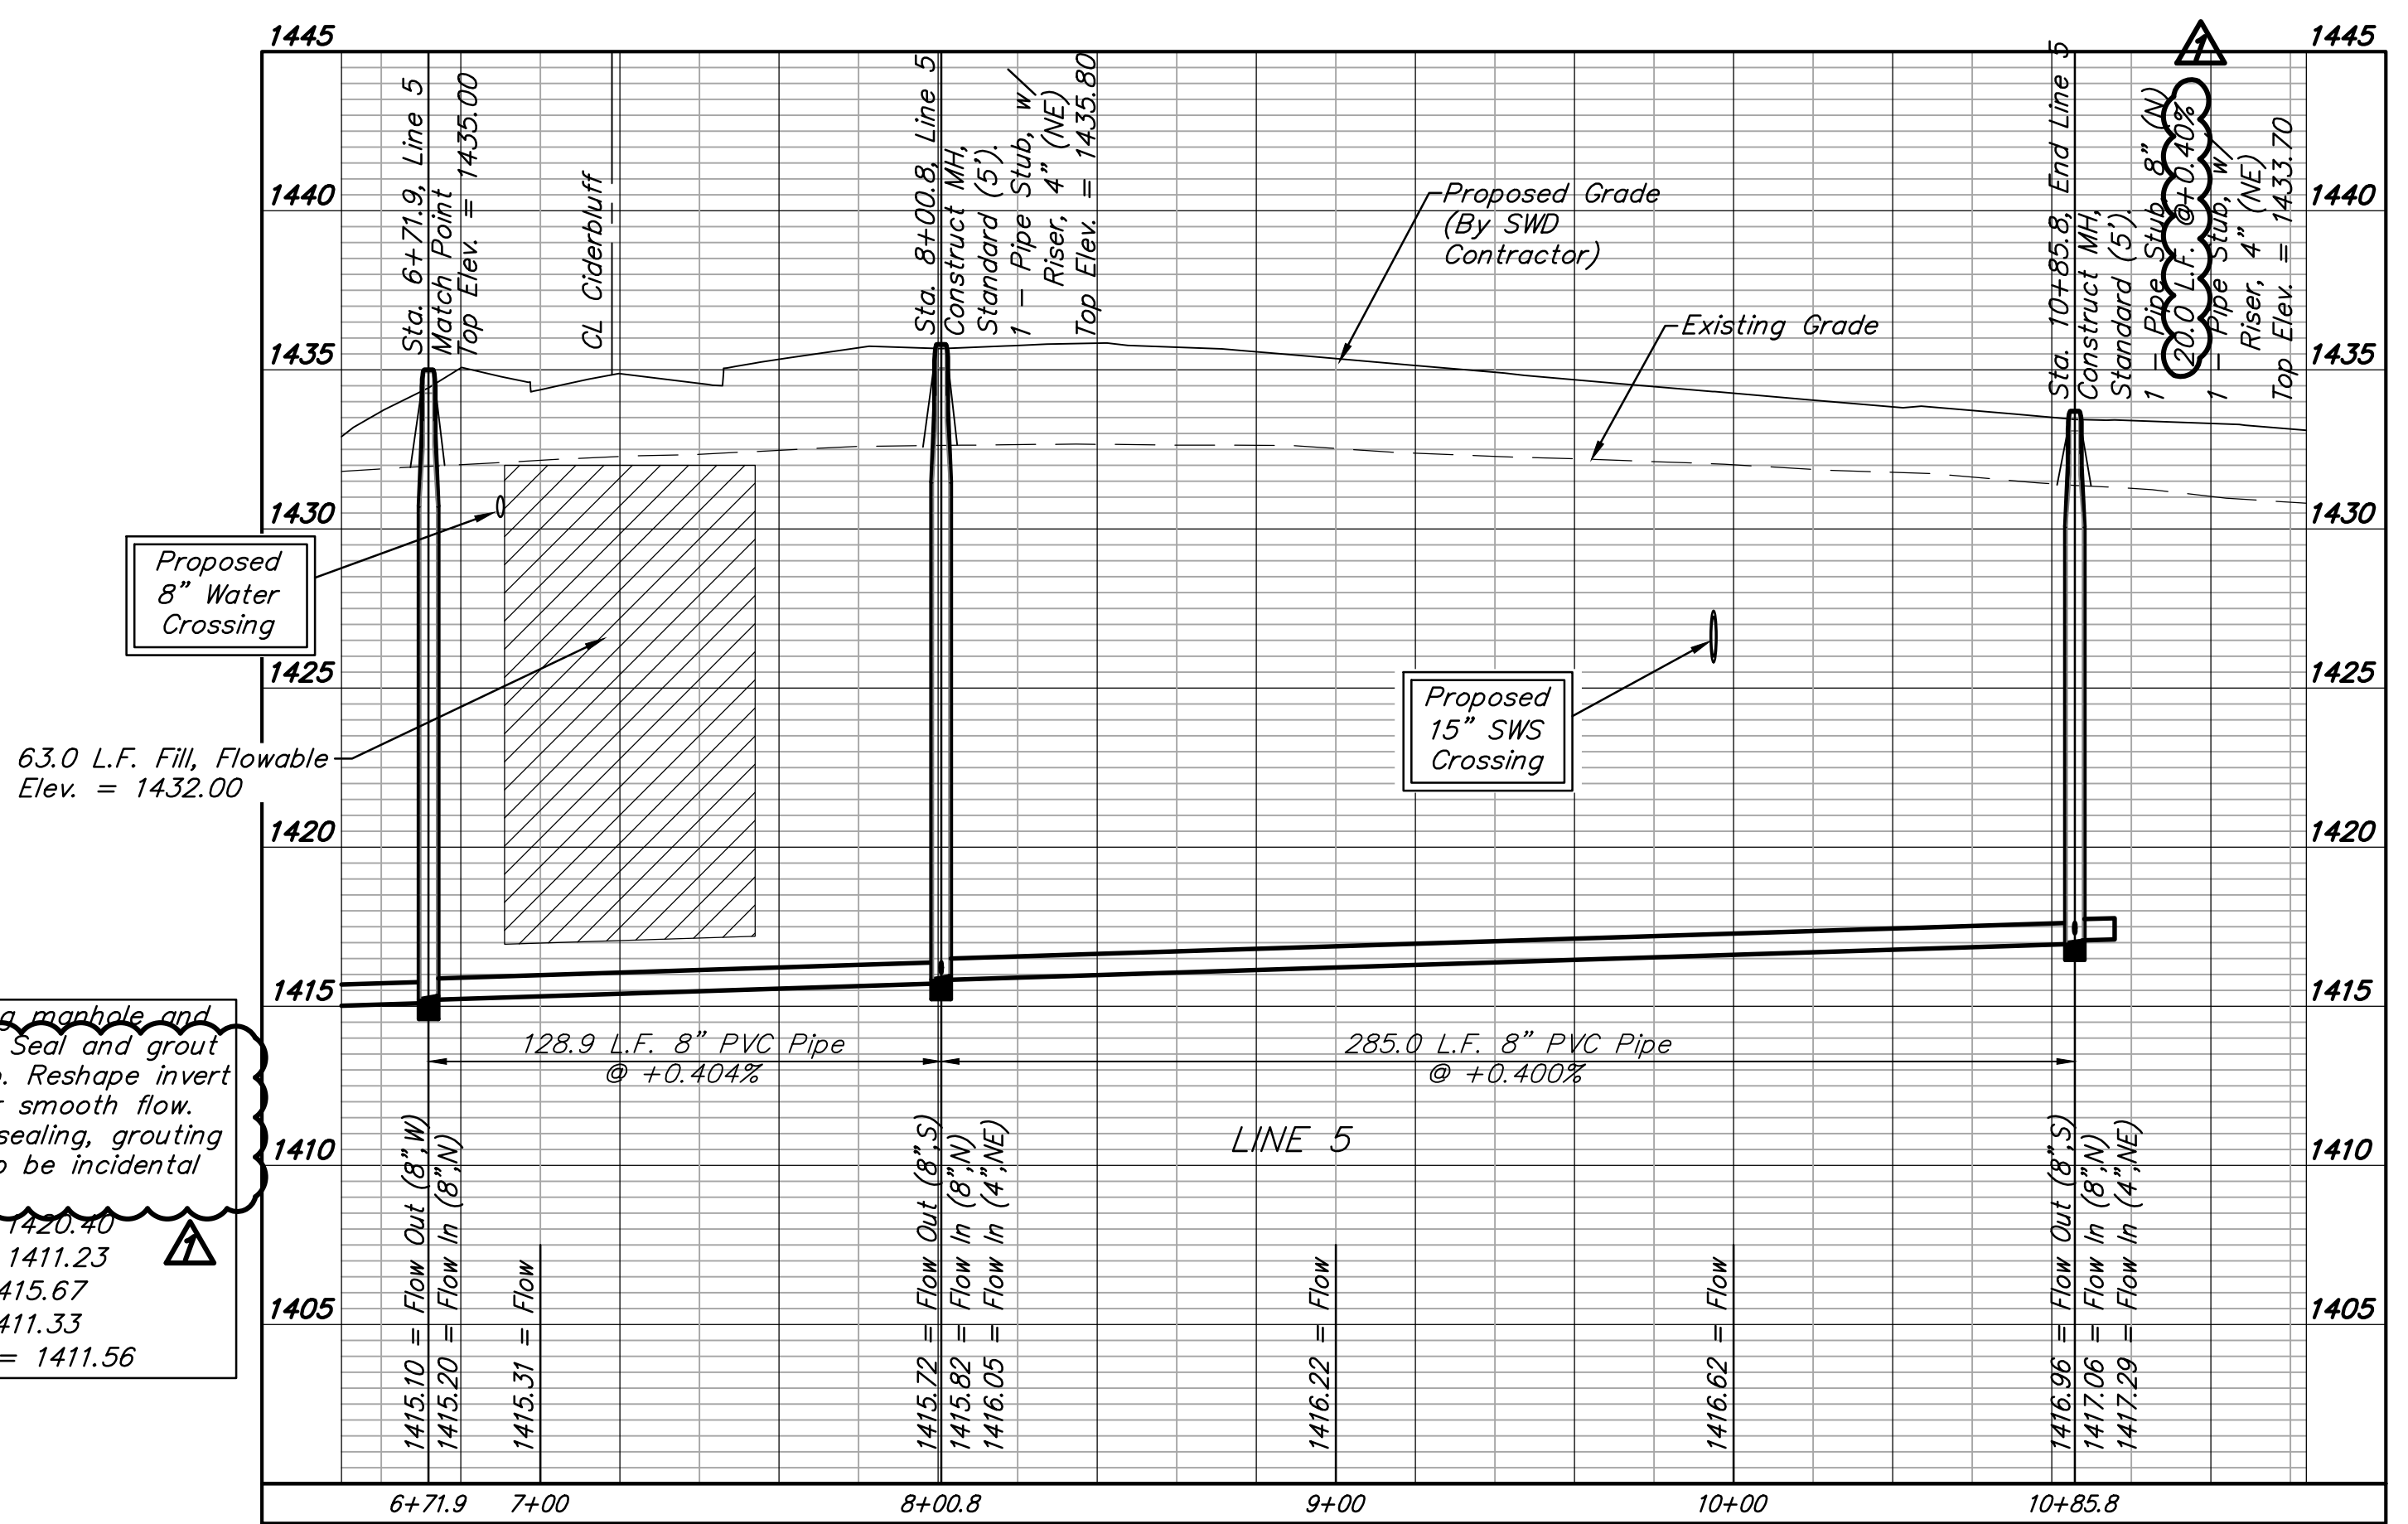 1445
1440
1435
1430
1425
1420
1415
1410
1405
1445
1440
1435
1430
1425
1420
1415
1410
1405
Sta. 6+71.9, Line 5
Match Point
Top Elev. = 1435.00
CL Ciderbluff
Sta. 8+00.8, Line 5
Construct MH,
Standard (5').
1 - Pipe Stub, w/
Riser, 4" (NE)
Top Elev. = 1435.80
Proposed Grade
(By SWD
Contractor)
Existing Grade
Sta. 10+85.8, End Line 5
Construct MH,
Standard (5').
1 - Pipe Stub, 8" (N)
20.0 L.F. @+0.40%
1 - Pipe Stub, w/
Riser, 4" (NE)
Top Elev. = 1433.70
1
Proposed
8" Water
Crossing
63.0 L.F. Fill, Flowable
Elev. = 1432.00
Proposed
15" SWS
Crossing
manhole and
Seal and grout
Reshape invert
smooth flow.
sealing, grouting
be incidental
1420.40
1411.23
415.67
411.33
= 1411.56
1
128.9 L.F. 8" PVC Pipe
@ +0.404%
285.0 L.F. 8" PVC Pipe
@ +0.400%
LINE 5
1415.10 = Flow Out (8",W)
1415.20 = Flow In (8",N)
1415.31 = Flow
1415.72 = Flow Out (8",S)
1415.82 = Flow In (8",N)
1416.05 = Flow In (4",NE)
1416.22 = Flow
1416.62 = Flow
1416.96 = Flow Out (8",S)
1417.06 = Flow In (8",N)
1417.29 = Flow In (4",NE)
6+71.9
7+00
8+00.8
9+00
10+00
10+85.8